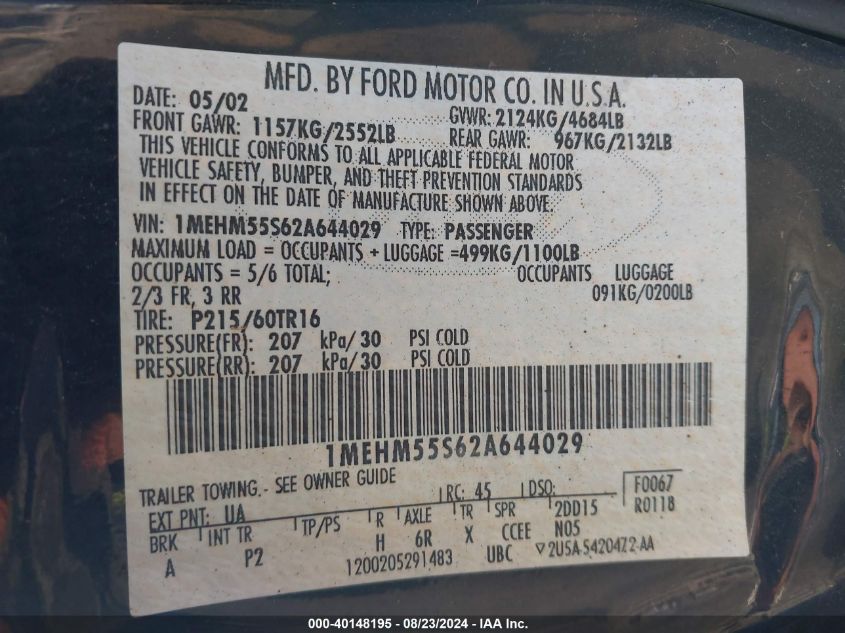 MFD. BY FORD MOTOR CO. IN U.S.A.
DATE: 05/02 GVWR: 2124KG/4684LB
FRONT GAWR: 1157KG/2552LB REAR GAWR: 967KG/2132LB
THIS VEHICLE CONFORMS TO ALL APPLICABLE FEDERAL MOTOR
VEHICLE SAFETY, BUMPER, AND THEFT PREVENTION STANDARDS
IN EFFECT ON THE DATE OF MANUFACTURE SHOWN ABOVE.
VIN: 1MEHM55S62A644029 TYPE: PASSENGER
MAXIMUM LOAD = OCCUPANTS + LUGGAGE =499KG/1100LB
OCCUPANTS = 5/6 TOTAL; OCCUPANTS LUGGAGE
2/3 FR, 3 RR 091KG/0200LB
TIRE: P215/60TR16
PRESSURE(FR): 207 kPa/30 PSI COLD
PRESSURE(RR): 207 kPa/30 PSI COLD
1MEHM55S62A644029
TRAILER TOWING.- SEE OWNER GUIDE
EXT PNT: UA RC: 45 DSO: F0067
BRK INT TR TP/PS R AXLE TR SPR 2DD15 R0118
A P2 H 6R X CCEE N05
1200205291483 UBC 2USA-5420472-AA
000-40148195 - 08/23/2024 - IAA Inc.